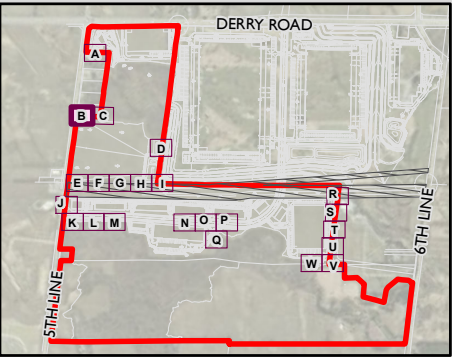 DERRY ROAD
A
B C
D
E F G H I
R
J
S
K L M N O P
T
Q
U
W V
5TH LINE
6TH LINE